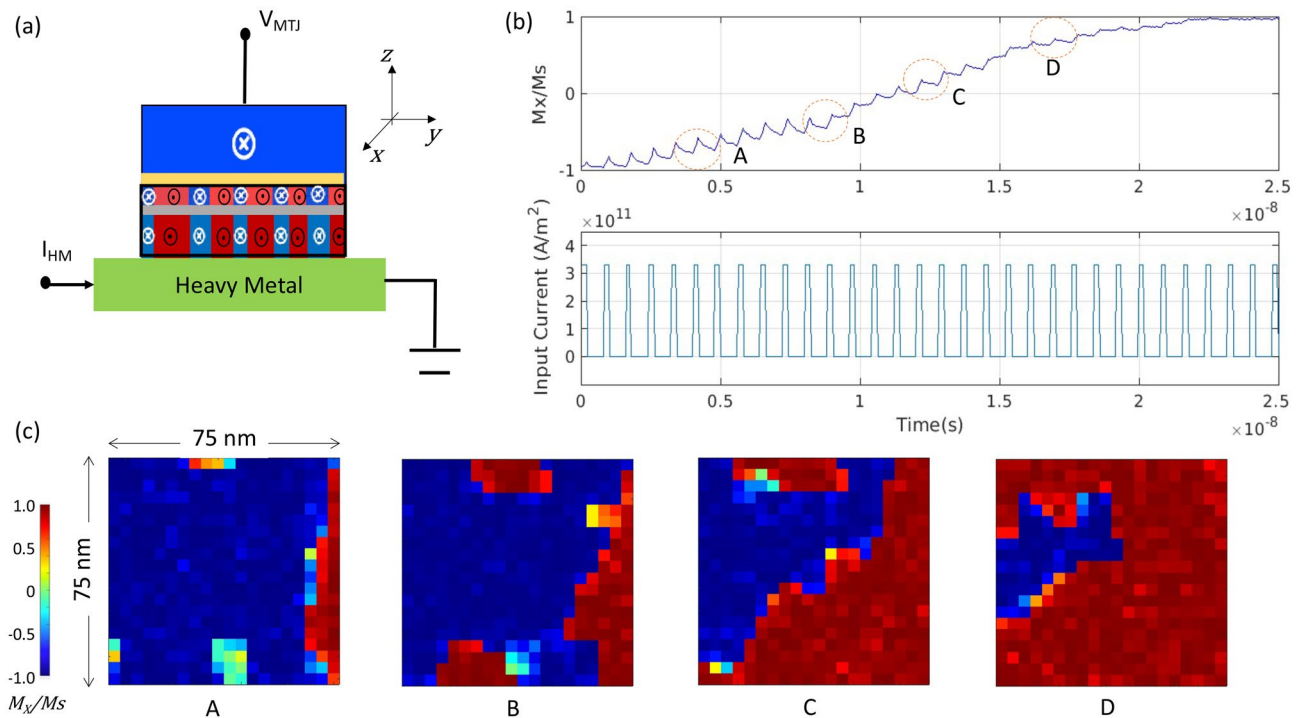 (a)
V_MTJ
z
y
x
I_HM
Heavy Metal
(b)
Mx/Ms
1
0
-1
0 0.5 1 1.5 2 2.5
×10⁻⁸
A
B
C
D
Input Current (A/m²)
×10¹¹
4
3
2
1
0
0 0.5 1 1.5 2 2.5
Time(s)
×10⁻⁸
(c)
75 nm
75 nm
1.0
0.5
0
-0.5
-1.0
M_X/Ms
A
B
C
D